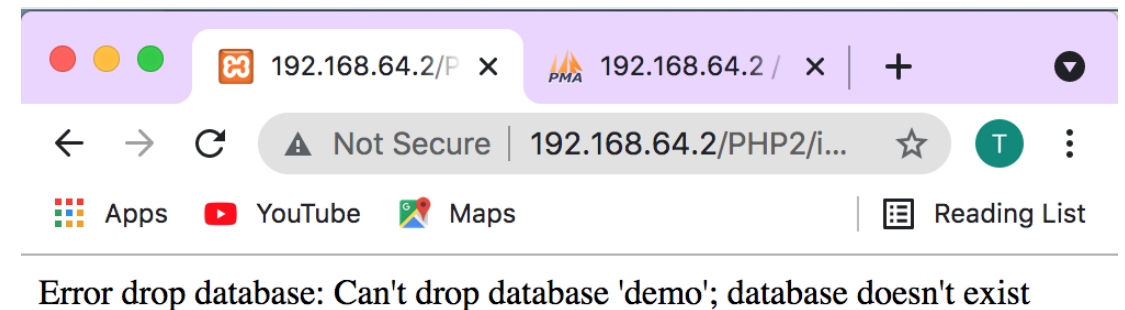 192.168.64.2/P
PMA 192.168.64.2 /
Not Secure 192.168.64.2/PHP2/i...
T
Apps YouTube Maps Reading List
Error drop database: Can't drop database 'demo'; database doesn't exist